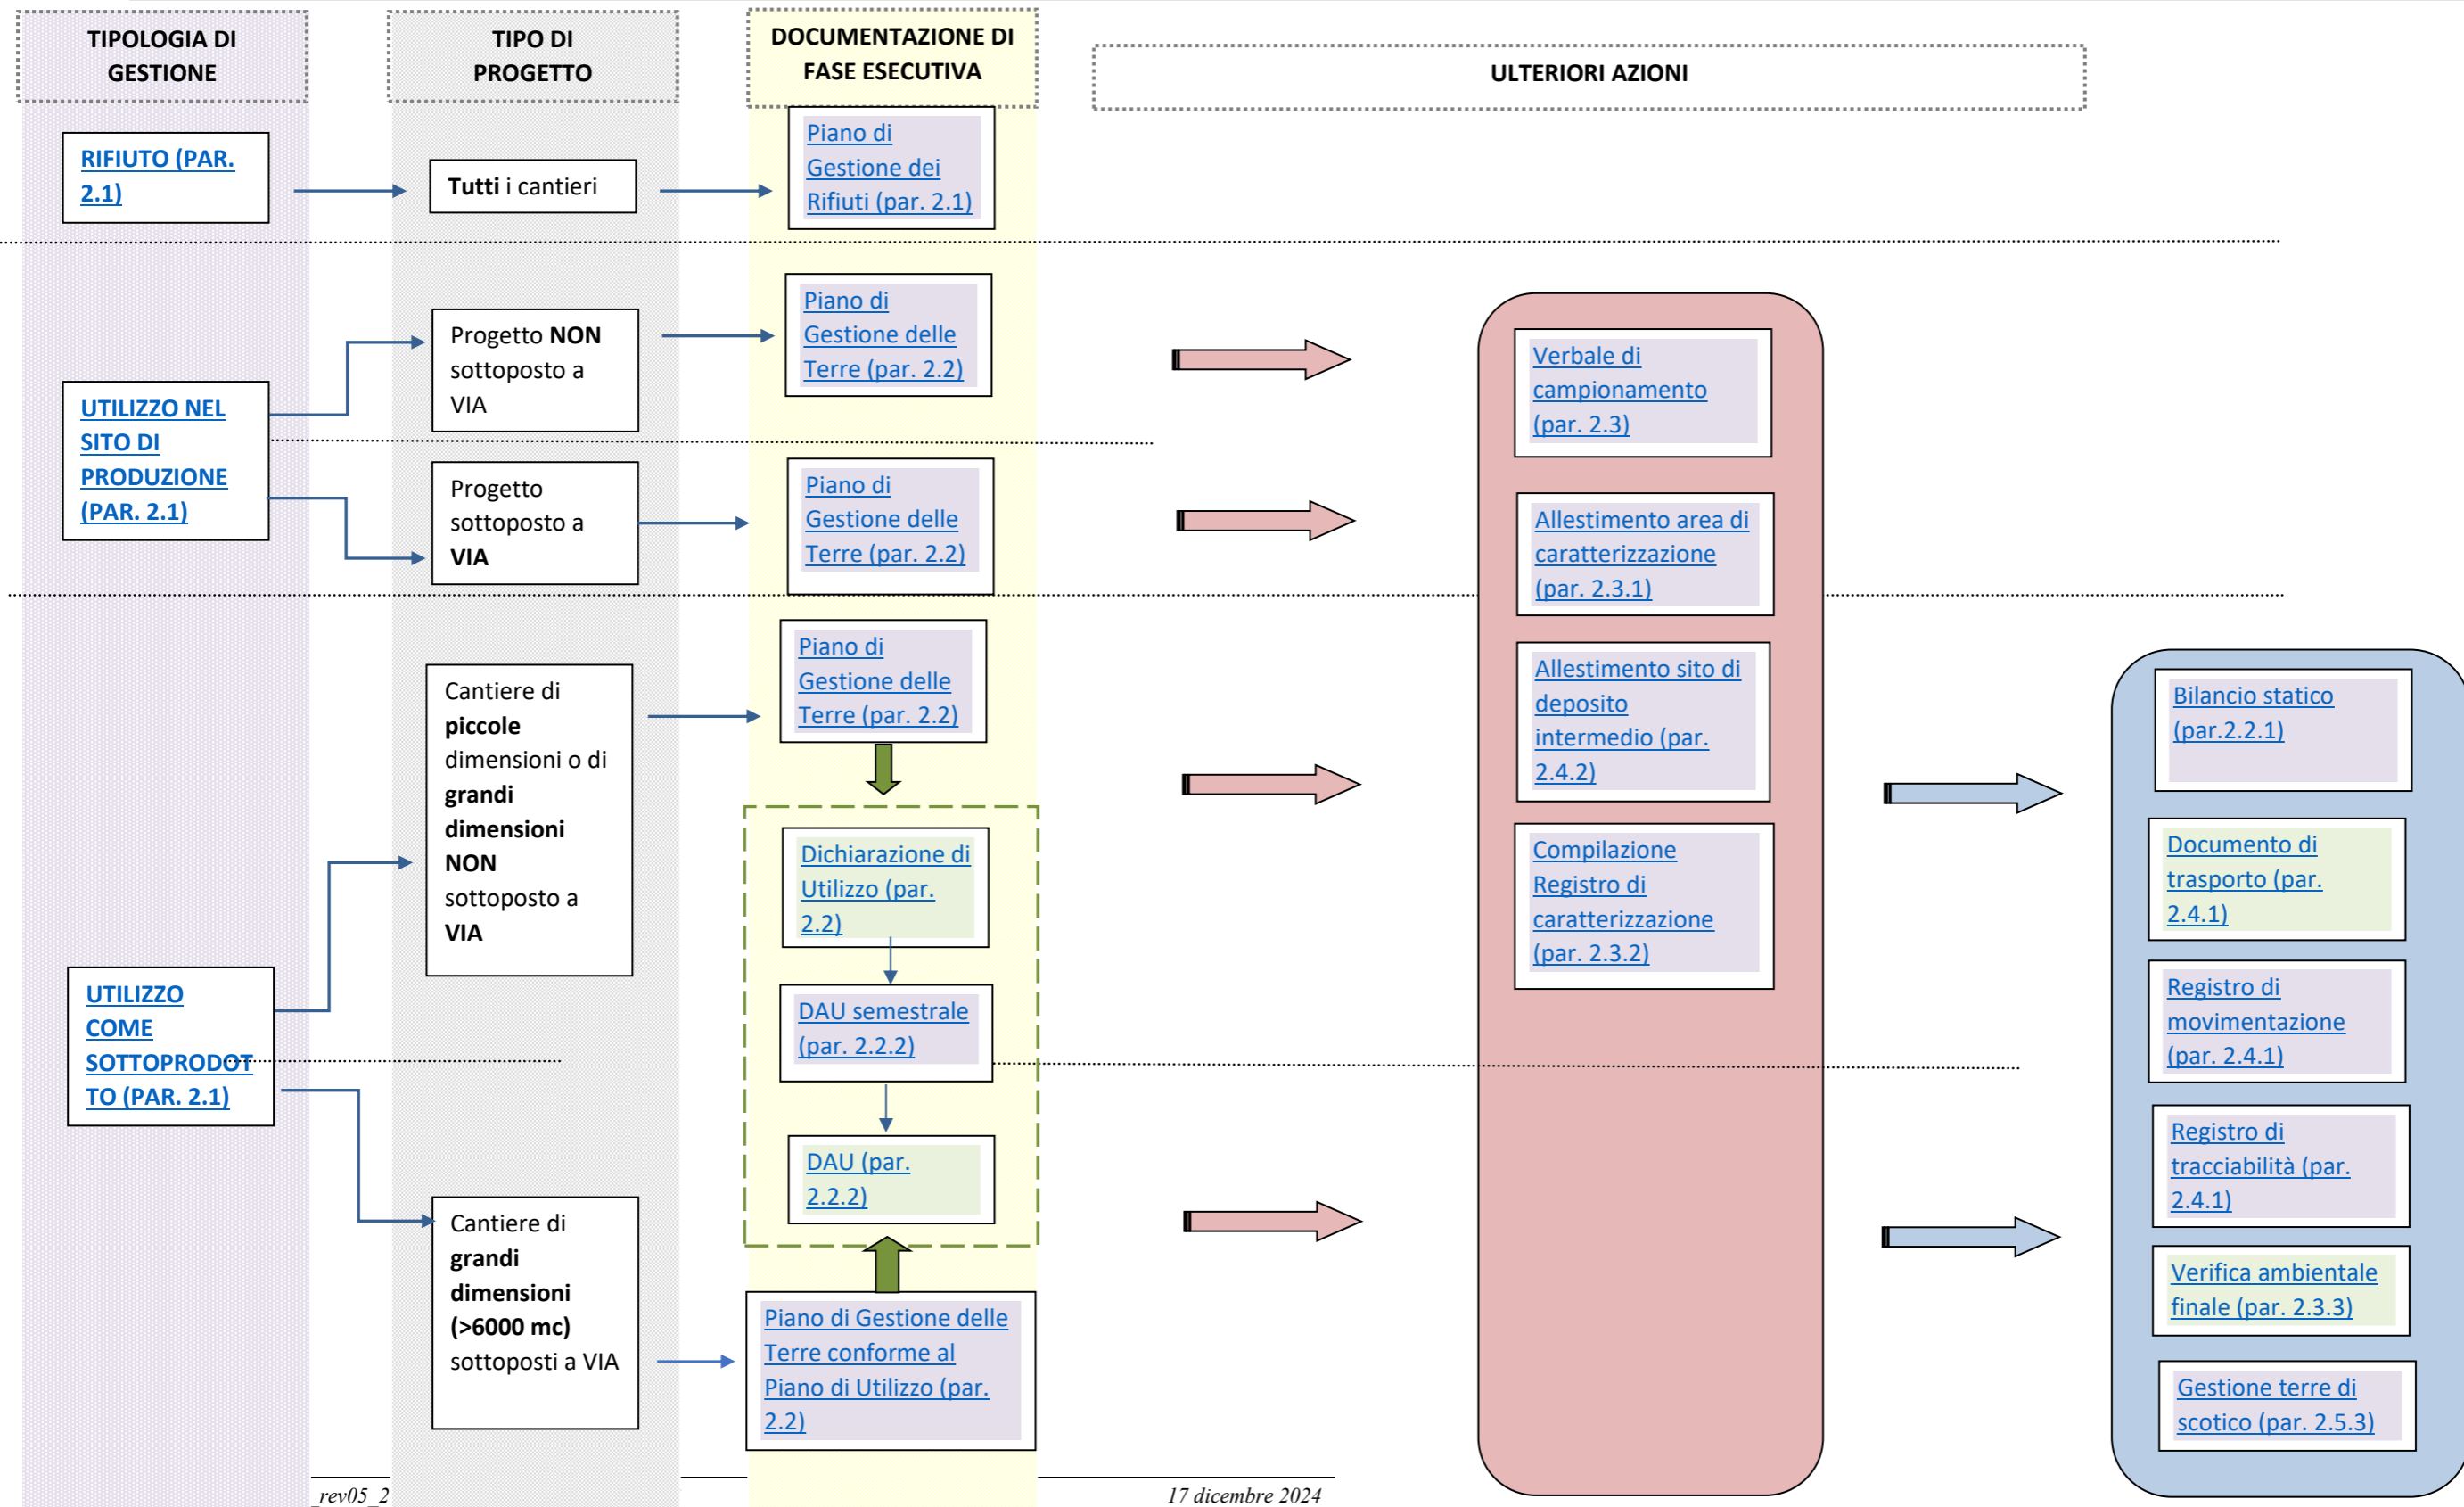 TIPOLOGIA DI
GESTIONE
TIPO DI
PROGETTO
DOCUMENTAZIONE DI
FASE ESECUTIVA
ULTERIORI AZIONI
RIFIUTO (PAR.
2.1)
Tutti i cantieri
Piano di
Gestione dei
Rifiuti (par. 2.1)
UTILIZZO NEL
SITO DI
PRODUZIONE
(PAR. 2.1)
Progetto NON
sottoposto a
VIA
Piano di
Gestione delle
Terre (par. 2.2)
Progetto
sottoposto a
VIA
Piano di
Gestione delle
Terre (par. 2.2)
UTILIZZO
COME
SOTTOPRODOT
TO (PAR. 2.1)
Cantiere di
piccole
dimensioni o di
grandi
dimensioni
NON
sottoposto a
VIA
Piano di
Gestione delle
Terre (par. 2.2)
Dichiarazione di
Utilizzo (par.
2.2)
DAU semestrale
(par. 2.2.2)
DAU (par.
2.2.2)
Cantiere di
grandi
dimensioni
(>6000 mc)
sottoposti a VIA
Piano di Gestione delle
Terre conforme al
Piano di Utilizzo (par.
2.2)
Verbale di
campionamento
(par. 2.3)
Allestimento area di
caratterizzazione
(par. 2.3.1)
Allestimento sito di
deposito
intermedio (par.
2.4.2)
Compilazione
Registro di
caratterizzazione
(par. 2.3.2)
Bilancio statico
(par.2.2.1)
Documento di
trasporto (par.
2.4.1)
Registro di
movimentazione
(par. 2.4.1)
Registro di
tracciabilità (par.
2.4.1)
Verifica ambientale
finale (par. 2.3.3)
Gestione terre di
scotico (par. 2.5.3)
_rev05_2
17 dicembre 2024